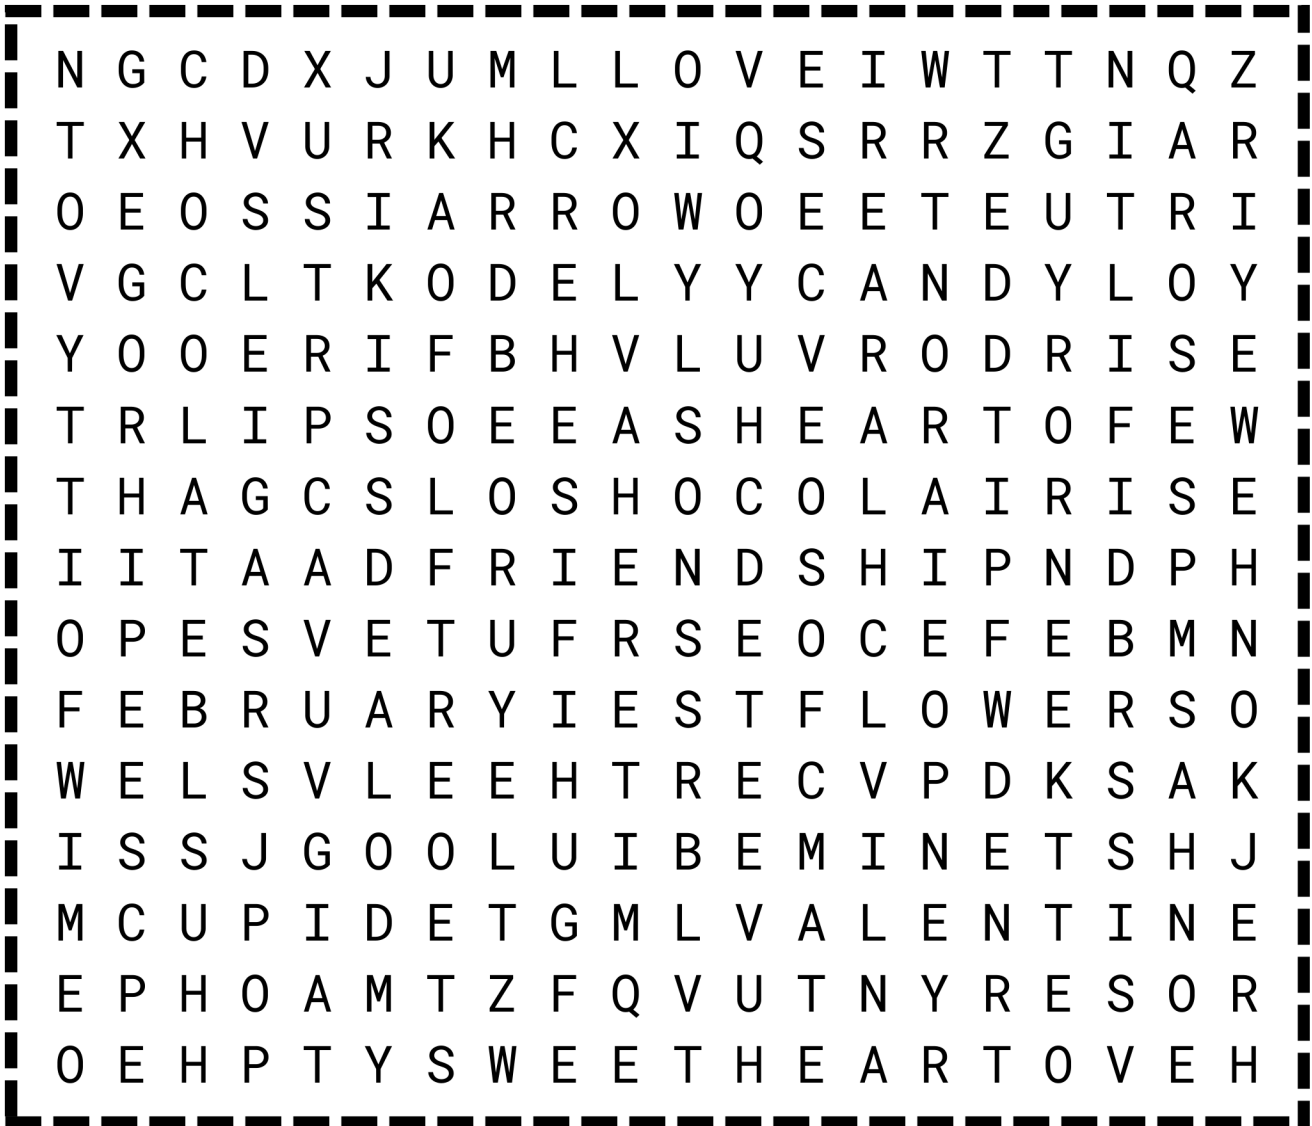 N G C D X J U M L L O V E I W T T N Q Z
T X H V U R K H C X I Q S R R Z G I A R
O E O S S I A R R O W O E E T E U T R I
V G C L T K O D E L Y Y C A N D Y L O Y
Y O O E R I F B H V L U V R O D R I S E
T R L I P S O E E A S H E A R T O F E W
T H A G C S L O S H O C O L A I R I S E
I I T A A D F R I E N D S H I P N D P H
O P E S V E T U F R S E O C E F E B M N
F E B R U A R Y I E S T F L O W E R S O
W E L S V L E E H T R E C V P D K S A K
I S S J G O O L U I B E M I N E T S H J
M C U P I D E T G M L V A L E N T I N E
E P H O A M T Z F Q V U T N Y R E S O R
O E H P T Y S W E E T H E A R T O V E H